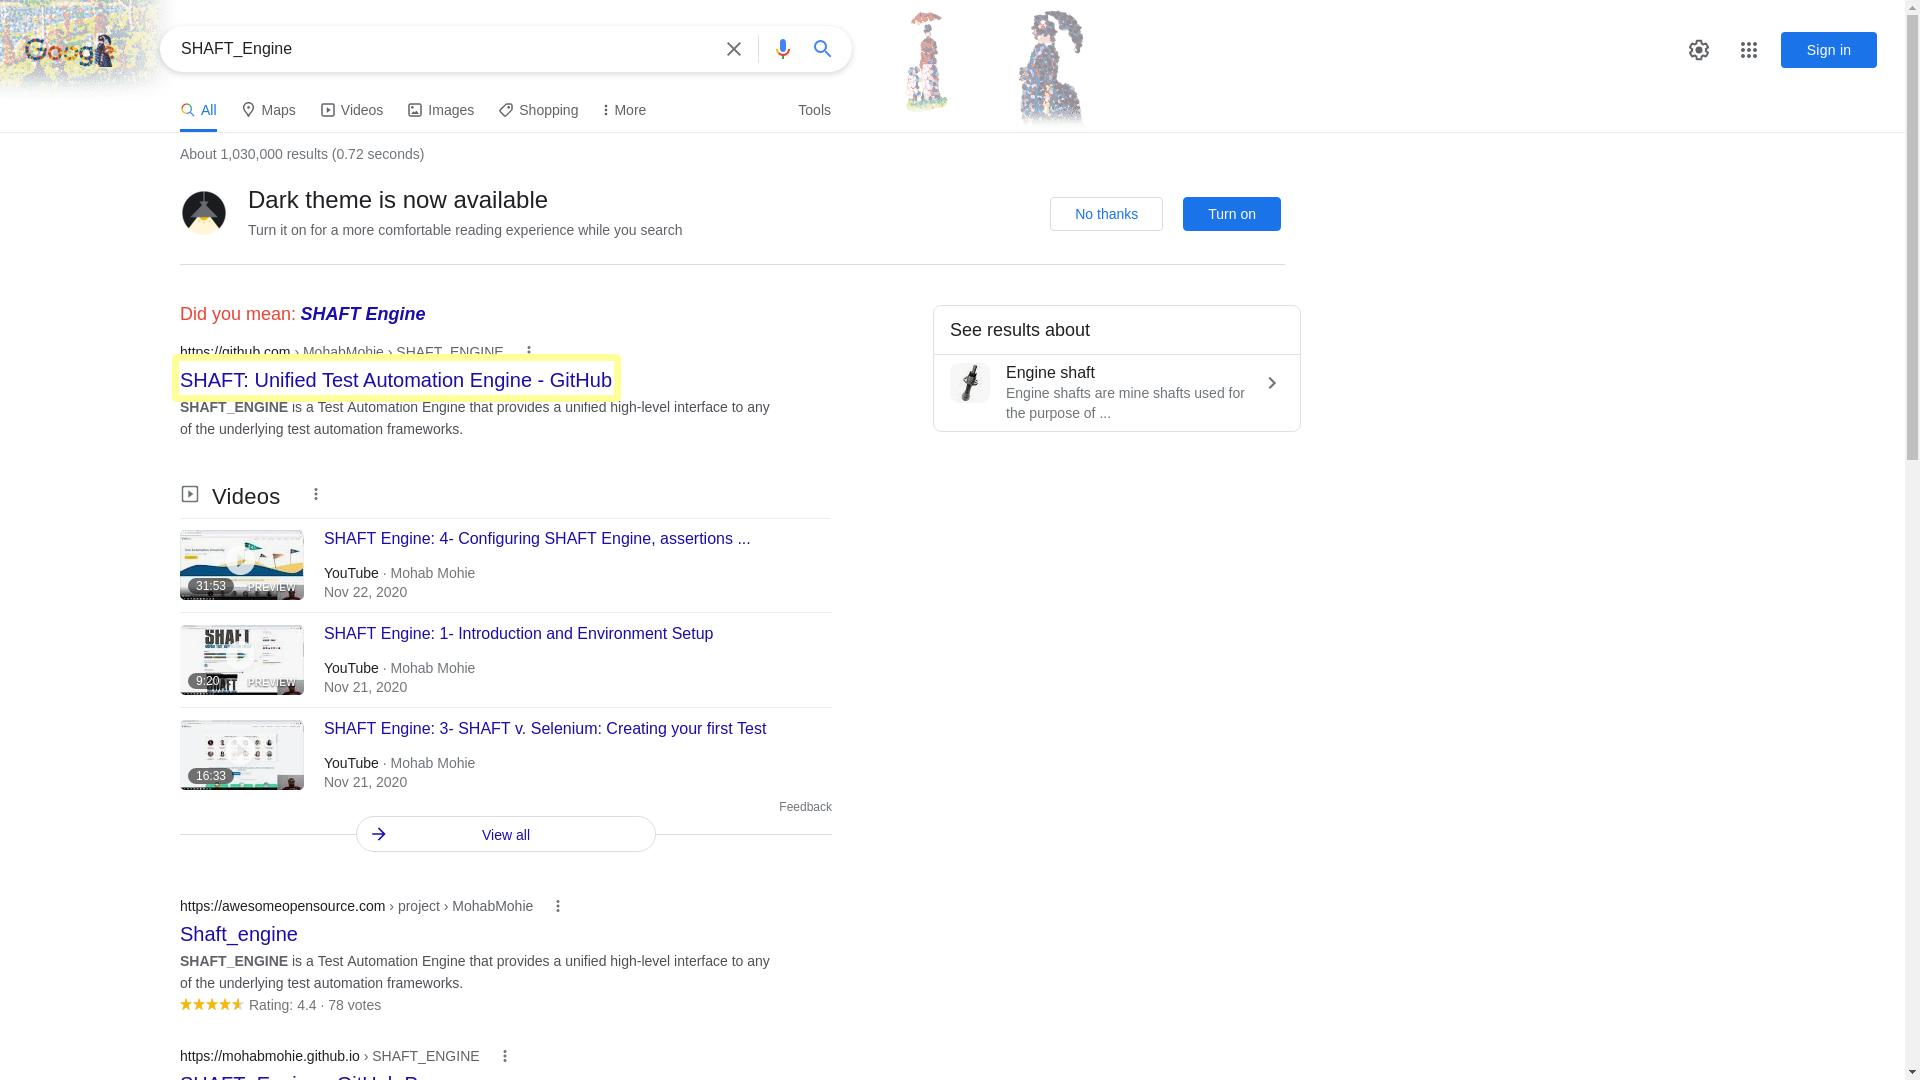 Google
SHAFT_Engine
Sign in
All
Maps
Videos
Images
Shopping
More
Tools
About 1,030,000 results (0.72 seconds)
Dark theme is now available
Turn it on for a more comfortable reading experience while you search
No thanks
Turn on
Did you mean: SHAFT Engine
https://github.com › MohabMohie › SHAFT_ENGINE
SHAFT: Unified Test Automation Engine - GitHub
SHAFT_ENGINE is a Test Automation Engine that provides a unified high-level interface to any
of the underlying test automation frameworks.
See results about
Engine shaft
Engine shafts are mine shafts used for
the purpose of ...
Videos
SHAFT Engine: 4- Configuring SHAFT Engine, assertions ...
YouTube · Mohab Mohie
Nov 22, 2020
31:53
PREVIEW
SHAFT Engine: 1- Introduction and Environment Setup
YouTube · Mohab Mohie
Nov 21, 2020
SHAFT
9:20
PREVIEW
SHAFT
SHAFT Engine: 3- SHAFT v. Selenium: Creating your first Test
YouTube · Mohab Mohie
Nov 21, 2020
16:33
Feedback
View all
https://awesomeopensource.com › project › MohabMohie
Shaft_engine
SHAFT_ENGINE is a Test Automation Engine that provides a unified high-level interface to any
of the underlying test automation frameworks.
Rating: 4.4 · 78 votes
https://mohabmohie.github.io › SHAFT_ENGINE